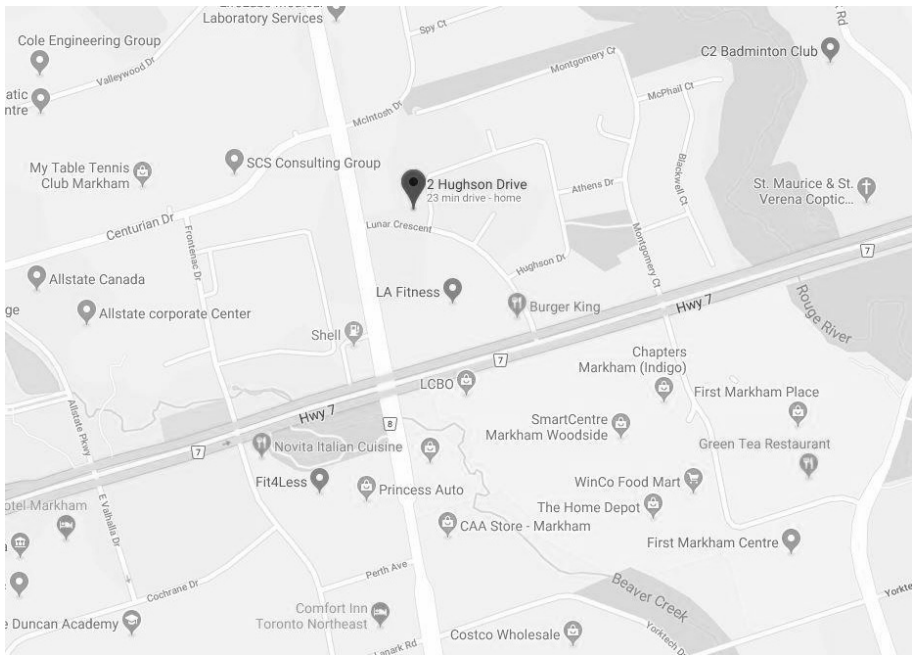 Laboratory Services
Spy Ct
Cole Engineering Group
Valleywood Dr
Montgomery Ct
C2 Badminton Club
Rd
atic
ntre
McIntosh Dr
McPhail Ct
SCS Consulting Group
My Table Tennis
Club Markham
2 Hughson Drive
23 min drive - home
Athens Dr
Blackwell Ct
St. Maurice & St.
Verena Coptic...
Centurian Dr
Frontenac Dr
Lunar Crescent
Montgomery Ct
Hughson Dr
7
Allstate Canada
LA Fitness
Rouge River
ge
Allstate corporate Center
Burger King
Hwy 7
Shell
7
Chapters
Markham (Indigo)
LCBO
First Markham Place
Allstate Pkwy
Hwy 7
8
SmartCentre
Markham Woodside
7
Novita Italian Cuisine
Green Tea Restaurant
Fit4Less
Princess Auto
WinCo Food Mart
otel Markham
E Valhalla Dr
The Home Depot
CAA Store - Markham
First Markham Centre
Perth Ave
Cochrane Dr
Beaver Creek
Yorkte
Comfort Inn
Toronto Northeast
e Duncan Academy
Costco Wholesale
Yorktech D
anark Rd